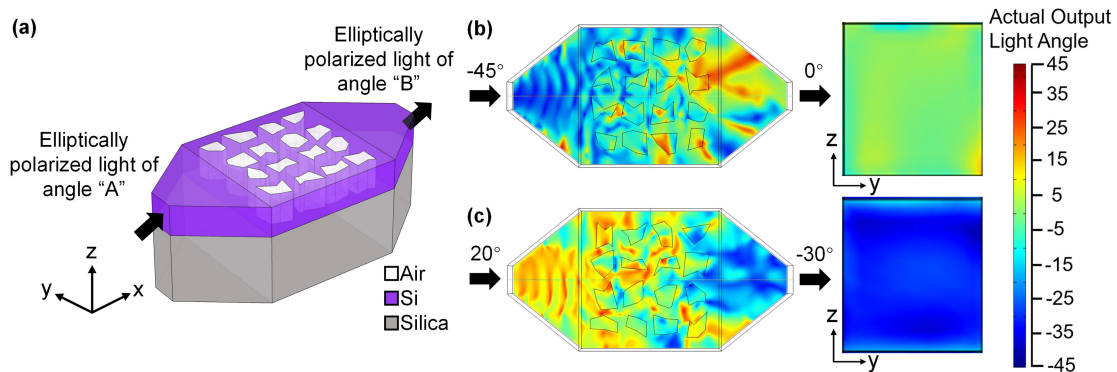 (a)
Elliptically
polarized light of
angle “B”
Elliptically
polarized light of
angle “A”
z
y
x
Air
Si
Silica
(b)
-45°
0°
z
y
(c)
20°
-30°
z
y
Actual Output
Light Angle
45
35
25
15
5
-5
-15
-25
-35
-45